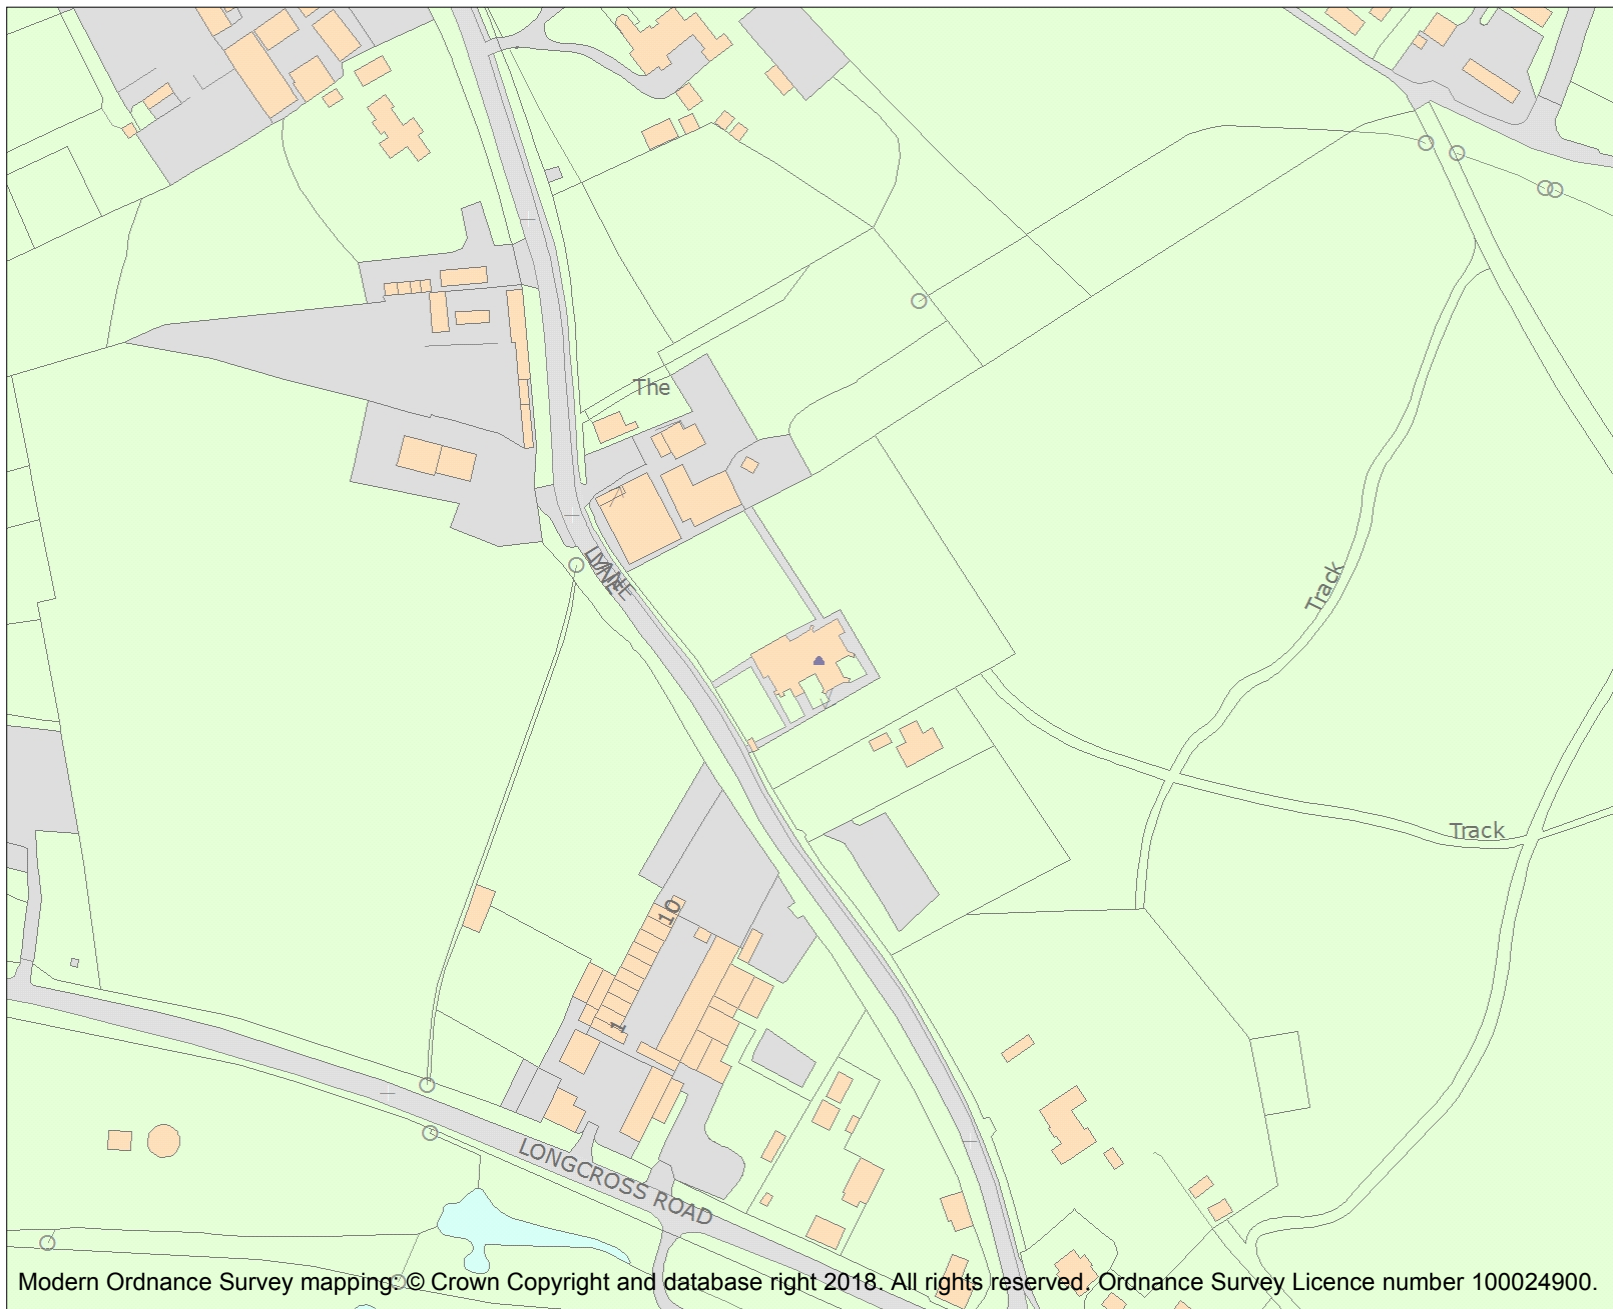 The
LANE
Track
Track
10
1
LONGCROSS ROAD
Modern Ordnance Survey mapping: © Crown Copyright and database right 2018. All rights reserved. Ordnance Survey Licence number 100024900.